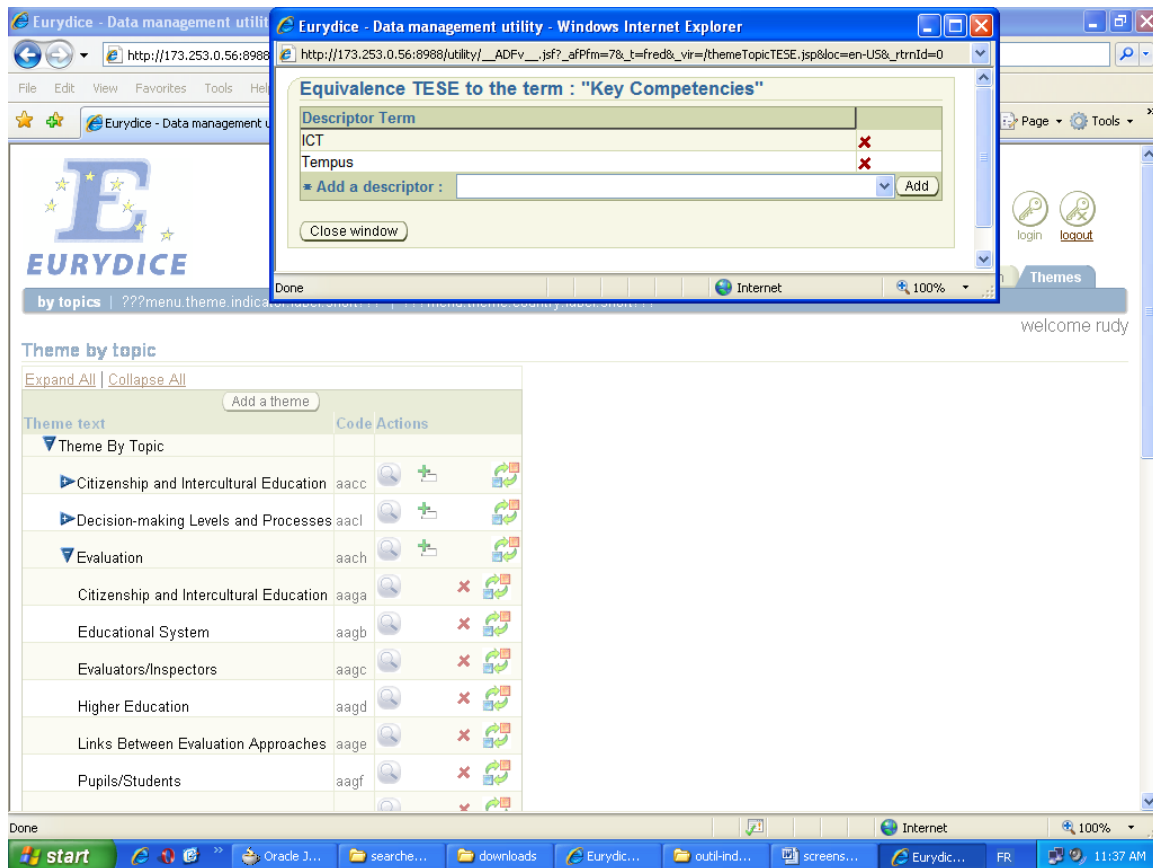 Eurydice - Data management utilit
Eurydice - Data management utility - Windows Internet Explorer
http://173.253.0.56:8988
http://173.253.0.56:8988/utility/__ADFv__.jsf?_afPfm=7&_t=fred&_vir=/themeTopicTESE.jsp&loc=en-US&_rtrnId=0
File Edit View Favorites Tools Hel
Eurydice - Data management u
Page Tools
Equivalence TESE to the term : "Key Competencies"
Descriptor Term
ICT
Tempus
Add a descriptor : Add
Close window
Done Internet 100%
E
EURYDICE
login logout
Themes
by topics | ???menu.theme.indicator.label.short??? | ???menu.theme.country.label.short???
welcome rudy
Theme by topic
Expand All | Collapse All
Add a theme
Theme text Code Actions
Theme By Topic
Citizenship and Intercultural Education aacc
Decision-making Levels and Processes aacl
Evaluation aach
Citizenship and Intercultural Education aaga
Educational System aagb
Evaluators/Inspectors aagc
Higher Education aagd
Links Between Evaluation Approaches aage
Pupils/Students aagf
Done Internet 100%
start Oracle J... searche... downloads Eurydic... outil-ind... screens... Eurydic... FR 11:37 AM